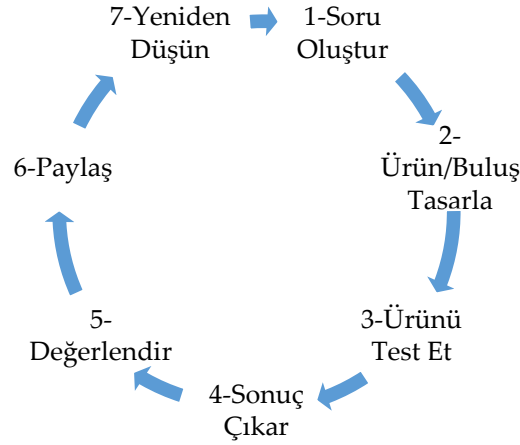 7-Yeniden
Düşün
1-Soru
Oluştur
2-
Ürün/Buluş
Tasarla
3-Ürünü
Test Et
4-Sonuç
Çıkar
5-
Değerlendir
6-Paylaş